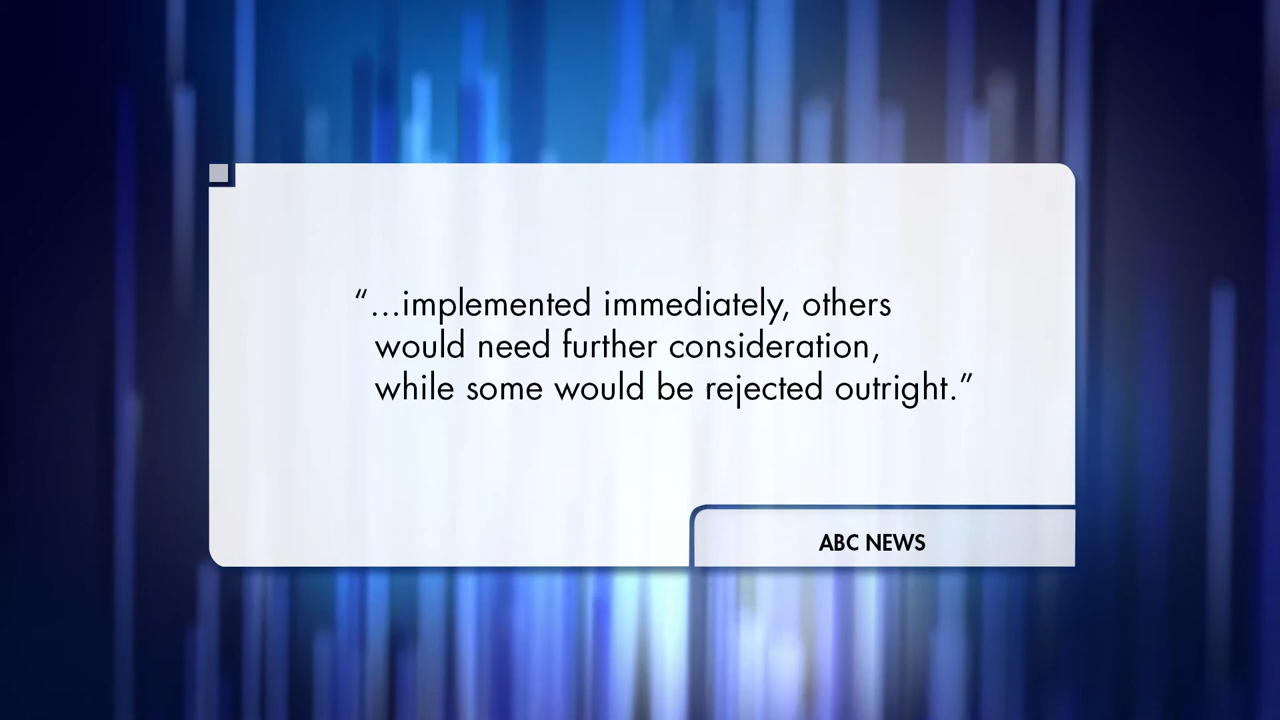 “...implemented immediately, others
would need further consideration,
while some would be rejected outright.”
ABC NEWS